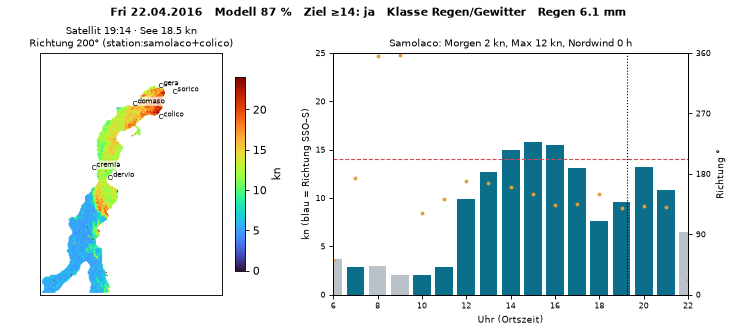 Fri 22.04.2016   Modell 87 %   Ziel ≥14: ja   Klasse Regen/Gewitter   Regen 6.1 mm
Satellit 19:14 · See 18.5 kn
Richtung 200° (station:samolaco+colico)
gera
sorico
domaso
colico
cremia
dervio
20
15
10
5
0
kn
Samolaco: Morgen 2 kn, Max 12 kn, Nordwind 0 h
25
20
15
10
5
0
kn (blau = Richtung SSO-S)
360
270
180
90
0
Richtung °
6 8 10 12 14 16 18 20 22
Uhr (Ortszeit)